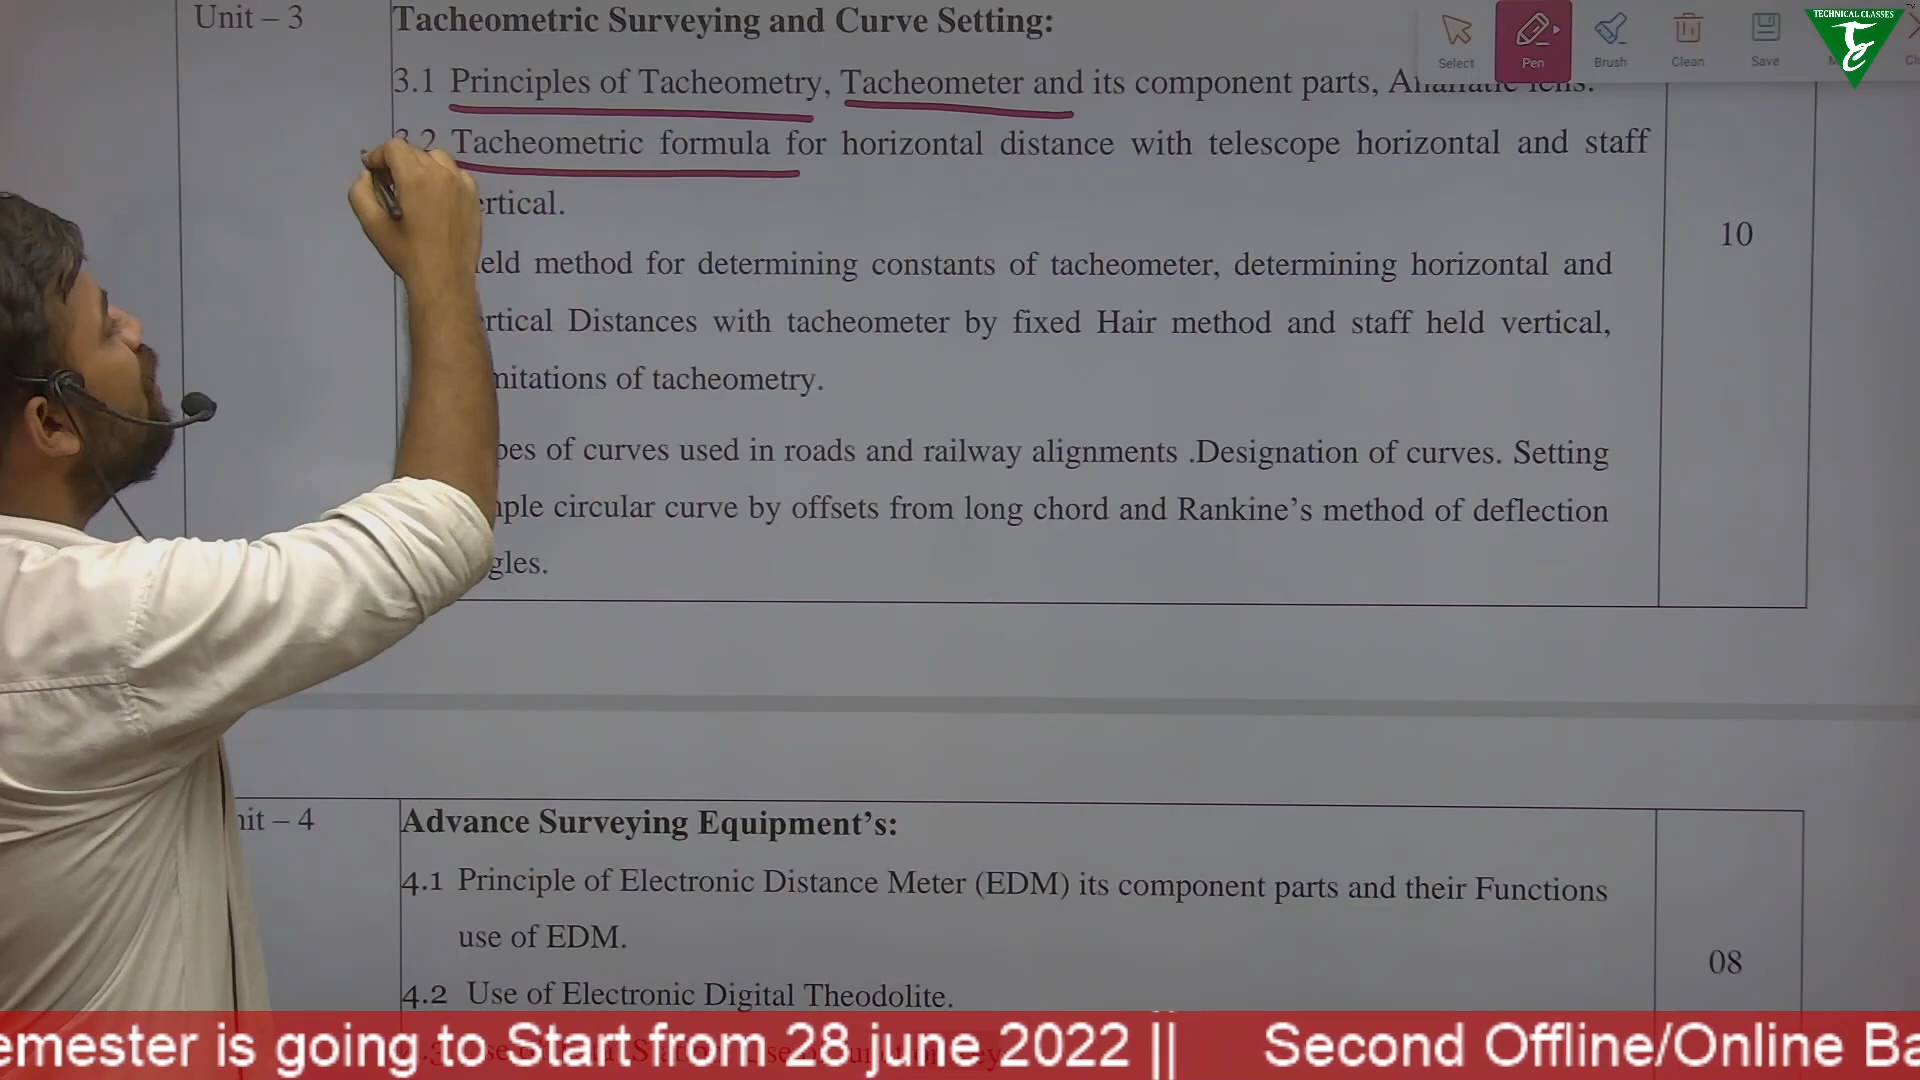 Unit – 3
Tacheometric Surveying and Curve Setting:
3.1 Principles of Tacheometry, Tacheometer and its component parts,
3.2 Tacheometric formula for horizontal distance with telescope horizontal and staff
ertical.
eld method for determining constants of tacheometer, determining horizontal and
rtical Distances with tacheometer by fixed Hair method and staff held vertical,
mitations of tacheometry.
pes of curves used in roads and railway alignments .Designation of curves. Setting
ple circular curve by offsets from long chord and Rankine's method of deflection
gles.
10
Select
Pen
Brush
Clean
Save
TECHNICAL CLASSES
nit – 4
Advance Surveying Equipment's:
4.1 Principle of Electronic Distance Meter (EDM) its component parts and their Functions
use of EDM.
4.2 Use of Electronic Digital Theodolite.
08
emester is going to Start from 28 june 2022 || Second Offline/Online Ba